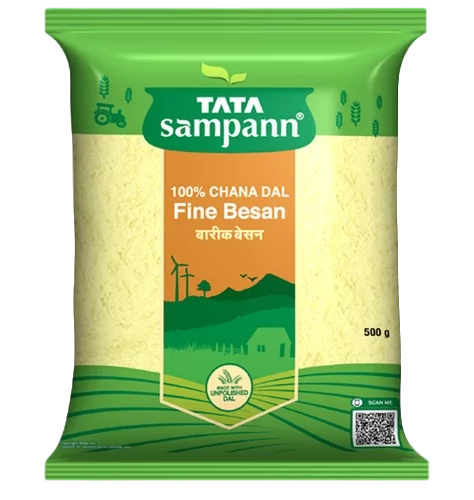 TATA
sampann®
100% CHANA DAL
Fine Besan
बारीक बेसन
500 g
MADE WITH
UNPOLISHED
DAL
SCAN ME